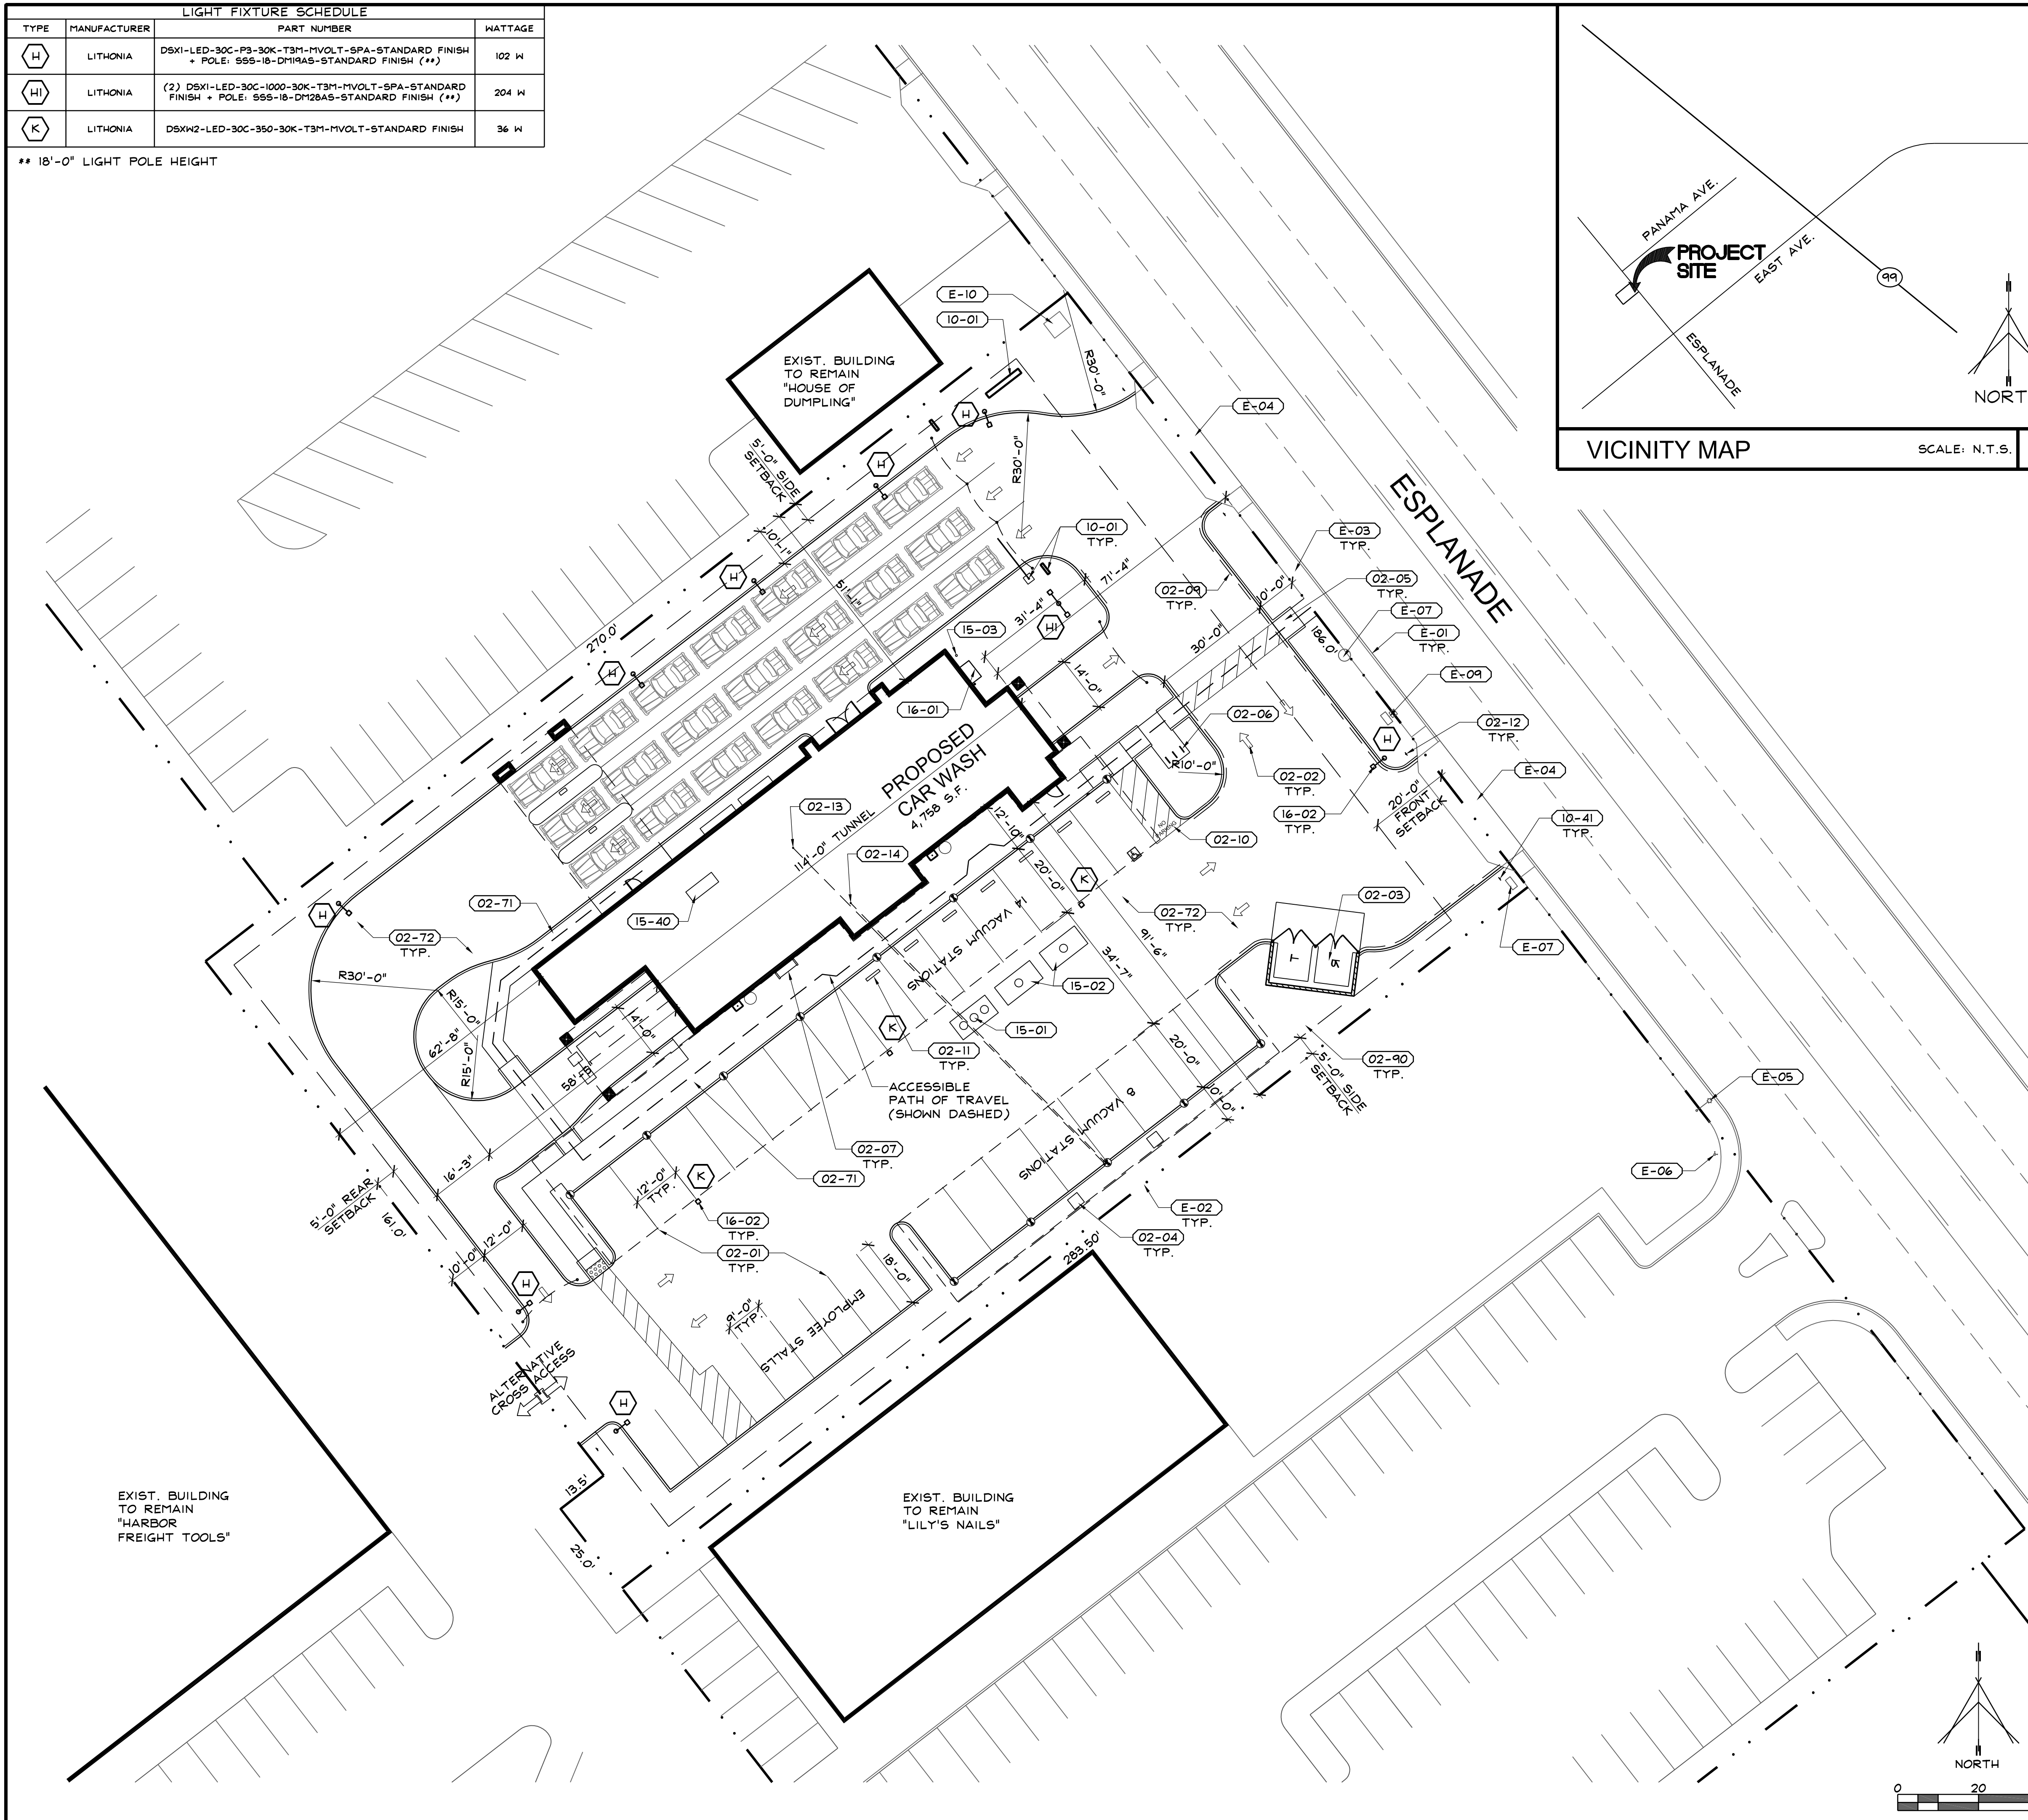 LIGHT FIXTURE SCHEDULE
TYPE MANUFACTURER PART NUMBER WATTAGE
H LITHONIA DSX1-LED-30C-P3-30K-T3M-MVOLT-SPA-STANDARD FINISH
+ POLE: SSS-18-DM19AS-STANDARD FINISH (**) 102 W
H1 LITHONIA (2) DSX1-LED-30C-1000-30K-T3M-MVOLT-SPA-STANDARD
FINISH + POLE: SSS-18-DM28AS-STANDARD FINISH (**) 204 W
K LITHONIA DSXW2-LED-30C-350-30K-T3M-MVOLT-STANDARD FINISH 36 W
** 18'-0" LIGHT POLE HEIGHT
PANAMA AVE.
PROJECT
SITE
EAST AVE.
99
ESPLANADE
N
NORT
VICINITY MAP
SCALE: N.T.S.
E-10
10-01
EXIST. BUILDING
TO REMAIN
"HOUSE OF
DUMPLING"
R30'-0"
H
E-04
R30'-0"
5'-0" SIDE
SETBACK
H
ESPLANADE
10'-1"
10-01
TYP.
E-03
TYP.
H
51'-1"
71'-4"
02-09
TYP.
10'-0"
02-05
TYP.
E-07
31'-4"
H1
15-03
E-01
TYP.
186.0'
270.0'
30'-0"
H
14'-0"
E-09
16-01
02-06
02-12
TYP.
H
PROPOSED
CAR WASH
4,758 S.F.
R10'-0"
02-02
TYP.
E-04
20'-0"
FRONT
SETBACK
16-02
TYP.
10-41
TYP.
02-13
114'-0" TUNNEL
12'-10"
NO
PARKING
02-10
02-14
20'-0"
K
02-03
02-71
15-40
H
02-72
TYP.
14 VACUUM STATIONS
02-72
TYP.
91'-6"
E-07
T
G
34'-7"
R30'-0"
R15'-0"
15-02
15-01
K
14'-0"
62'-8"
02-11
TYP.
20'-0"
02-90
TYP.
5'-0" SIDE
SETBACK
R15'-0"
58'-8"
ACCESSIBLE
PATH OF TRAVEL
(SHOWN DASHED)
E-05
10'-0"
8 VACUUM STATIONS
02-07
TYP.
16'-3"
12'-0"
TYP.
K
02-71
E-06
5'-0" REAR
SETBACK
161.0'
16-02
TYP.
E-02
TYP.
02-01
TYP.
02-04
TYP.
12'-0"
10'-0"
283.50'
18'-0"
H
9'-0"
TYP.
EMPLOYEE STALLS
ALTERNATIVE
CROSS ACCESS
H
13.5'
25.0'
EXIST. BUILDING
TO REMAIN
"HARBOR
FREIGHT TOOLS"
EXIST. BUILDING
TO REMAIN
"LILY'S NAILS"
N
NORTH
0 20